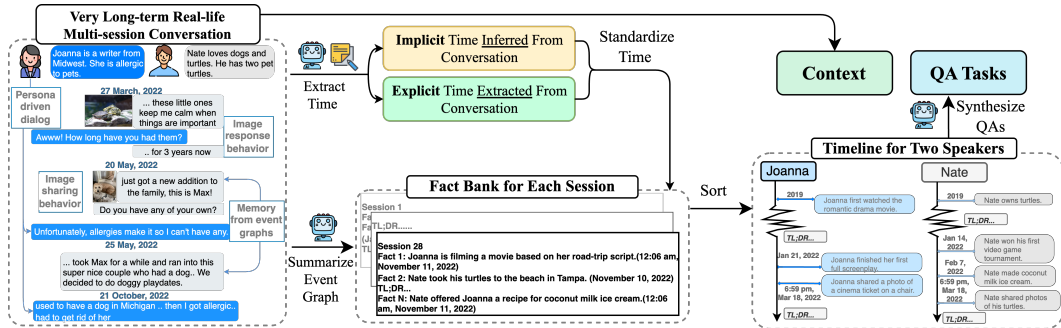 Very Long-term Real-life
Multi-session Conversation
Joanna is a writer from
Midwest. She is allergic
to pets.
Nate loves dogs and
turtles. He has two pet
turtles.
Persona
driven
dialog
27 March, 2022
... these little ones
keep me calm when
things are important
Awww! How long have you had them?
.. for 3 years now
Image
response
behavior
20 May, 2022
Image
sharing
behavior
just got a new addition to
the family, this is Max!
Do you have any of your own?
Memory
from event
graphs
Unfortunately, allergies make it so I can't have any.
25 May, 2022
... took Max for a while and ran into this
super nice couple who had a dog.. We
decided to do doggy playdates.
21 October, 2022
used to have a dog in Michigan .. then I got allergic..
had to get rid of her
Extract
Time
Implicit Time Inferred From
Conversation
Explicit Time Extracted From
Conversation
Standardize
Time
Summarize
Event
Graph
Fact Bank for Each Session
Session 1
Fa
TL;DR......
Fa
(Ja
TL
Session 28
Fact 1: Joanna is filming a movie based on her road-trip script.(12:06 am,
November 11, 2022)
Fact 2: Nate took his turtles to the beach in Tampa. (November 10, 2022)
TL;DR...
Fact N: Nate offered Joanna a recipe for coconut milk ice cream.(12:06
am, November 11, 2022)
Sort
Context
QA Tasks
Synthesize
QAs
Timeline for Two Speakers
Joanna
2019
Joanna first watched the
romantic drama movie.
TL;DR...
Jan 21, 2022
Joanna finished her first
full screenplay.
6:59 pm,
Mar 18, 2022
Joanna shared a photo of
a cinema ticket on a chair.
TL;DR...
Nate
2019
Nate owns turtles.
TL;DR...
Jan 14,
2022
Nate won his first
video game
tournament.
Feb 7,
2022
Nate made coconut
milk ice cream.
6:59 pm,
Mar 18,
2022
Nate shared photos
of his turtles.
TL;DR...